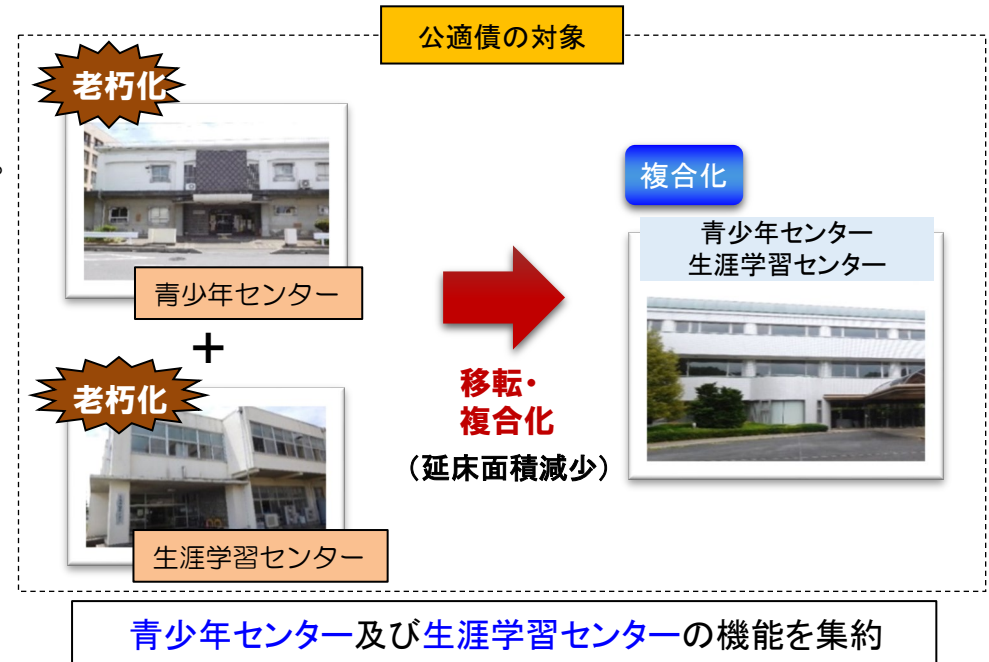 公適債の対象
老朽化
青少年センター
+
老朽化
生涯学習センター
移転・
複合化
（延床面積減少）
複合化
青少年センター
生涯学習センター
青少年センター及び生涯学習センターの機能を集約